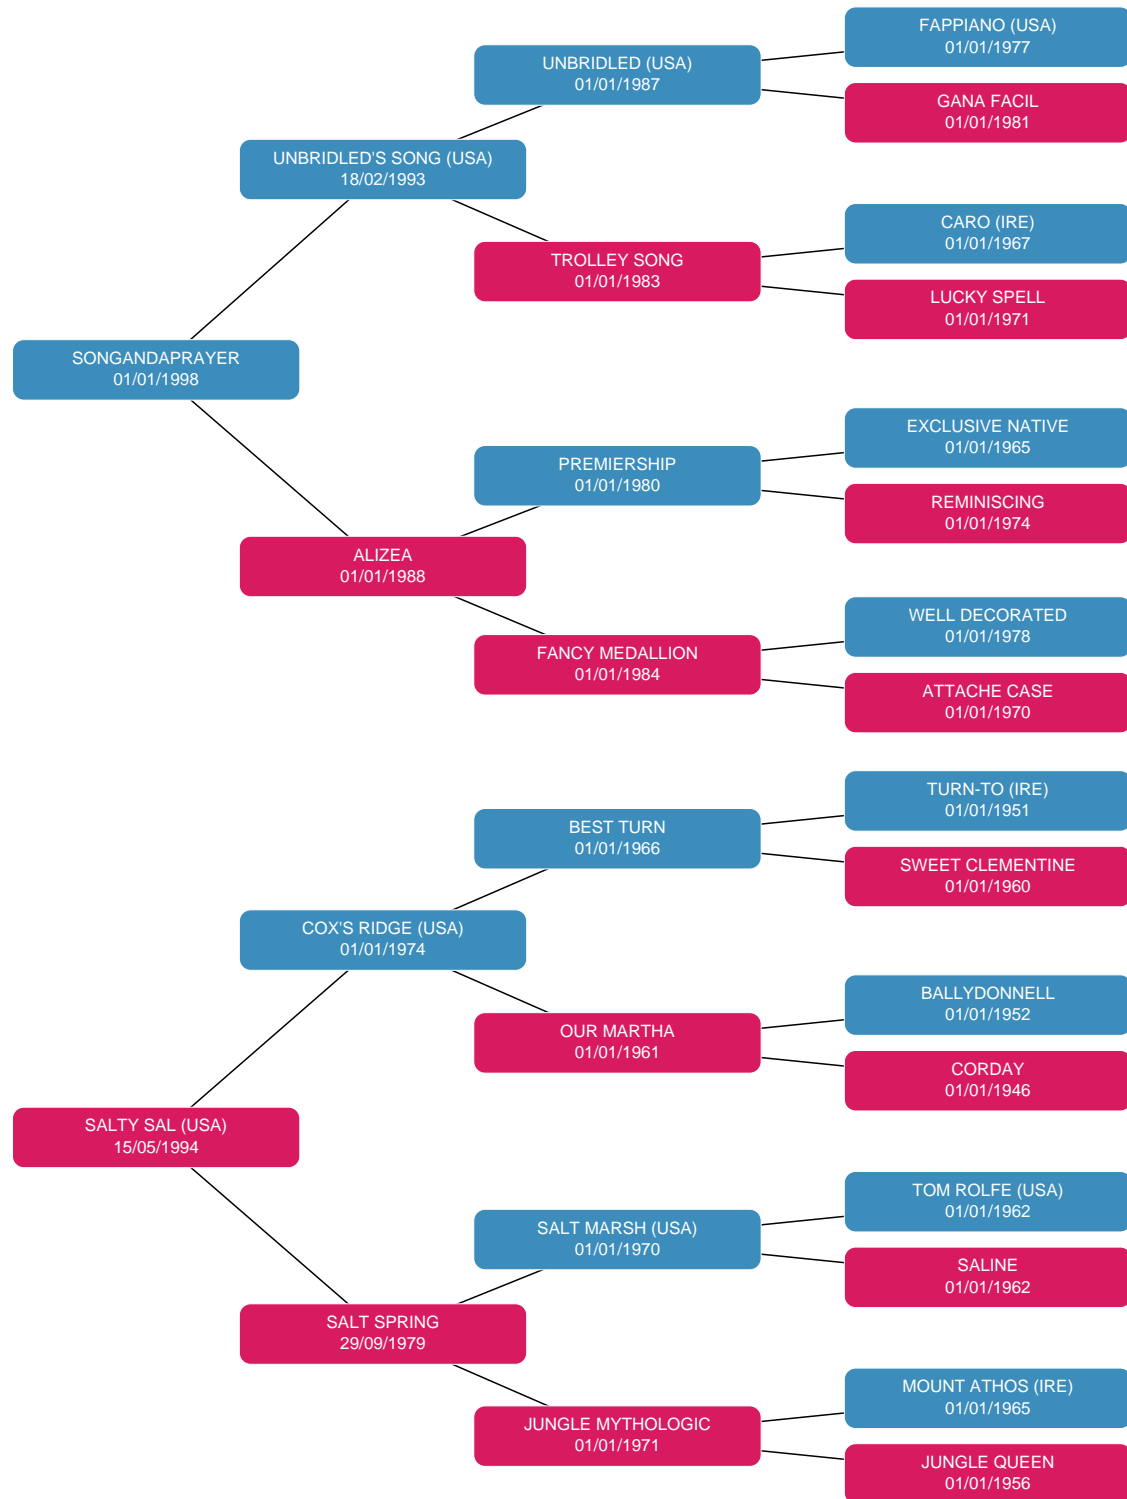 FAPPIANO (USA)
01/01/1977
UNBRIDLED (USA)
01/01/1987
GANA FACIL
01/01/1981
UNBRIDLED'S SONG (USA)
18/02/1993
CARO (IRE)
01/01/1967
TROLLEY SONG
01/01/1983
LUCKY SPELL
01/01/1971
SONGANDAPRAYER
01/01/1998
EXCLUSIVE NATIVE
01/01/1965
PREMIERSHIP
01/01/1980
REMINISCING
01/01/1974
ALIZEA
01/01/1988
WELL DECORATED
01/01/1978
FANCY MEDALLION
01/01/1984
ATTACHE CASE
01/01/1970
TURN-TO (IRE)
01/01/1951
BEST TURN
01/01/1966
SWEET CLEMENTINE
01/01/1960
COX'S RIDGE (USA)
01/01/1974
BALLYDONNELL
01/01/1952
OUR MARTHA
01/01/1961
CORDAY
01/01/1946
SALTY SAL (USA)
15/05/1994
TOM ROLFE (USA)
01/01/1962
SALT MARSH (USA)
01/01/1970
SALINE
01/01/1962
SALT SPRING
29/09/1979
MOUNT ATHOS (IRE)
01/01/1965
JUNGLE MYTHOLOGIC
01/01/1971
JUNGLE QUEEN
01/01/1956